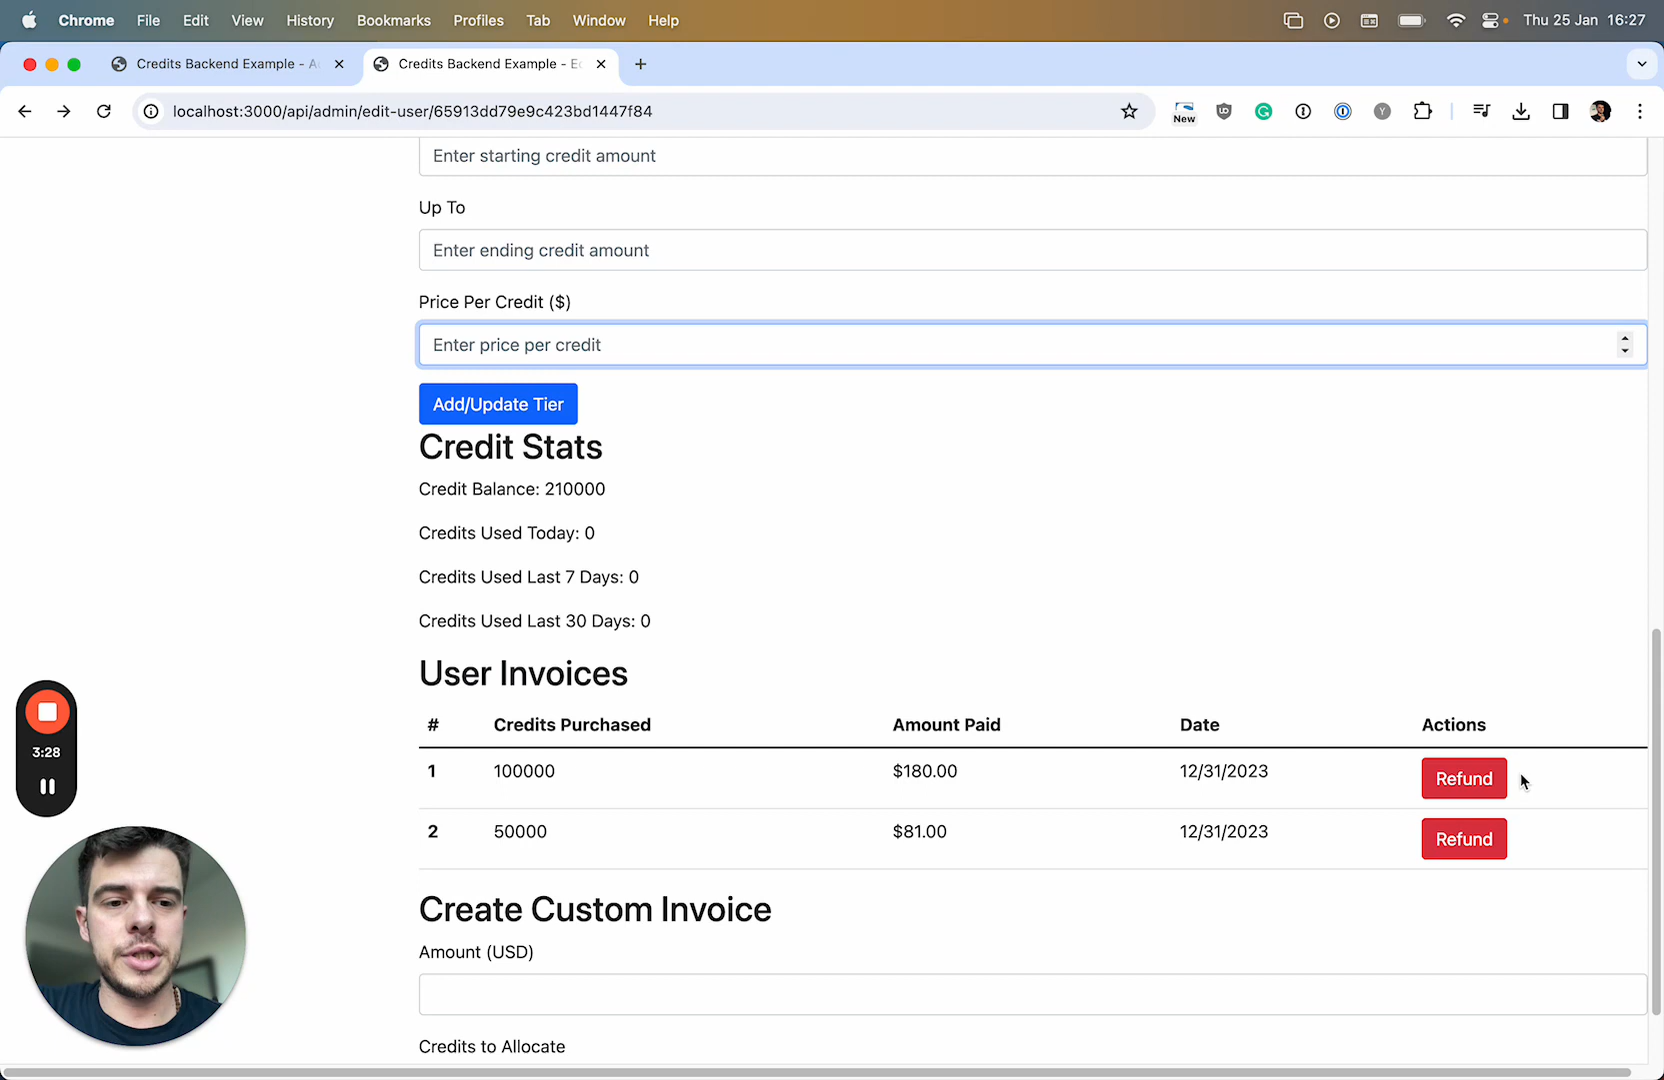 Chrome File Edit View History Bookmarks Profiles Tab Window Help Thu 25 Jan 16:27
Credits Backend Example - A
Credits Backend Example - Ed
localhost:3000/api/admin/edit-user/65913dd79e9c423bd1447f84
New
Y
Enter starting credit amount
Up To
Enter ending credit amount
Price Per Credit ($)
Enter price per credit
Add/Update Tier
Credit Stats
Credit Balance: 210000
Credits Used Today: 0
Credits Used Last 7 Days: 0
Credits Used Last 30 Days: 0
User Invoices
# Credits Purchased Amount Paid Date Actions
1 100000 $180.00 12/31/2023 Refund
2 50000 $81.00 12/31/2023 Refund
3:28
Create Custom Invoice
Amount (USD)
Credits to Allocate